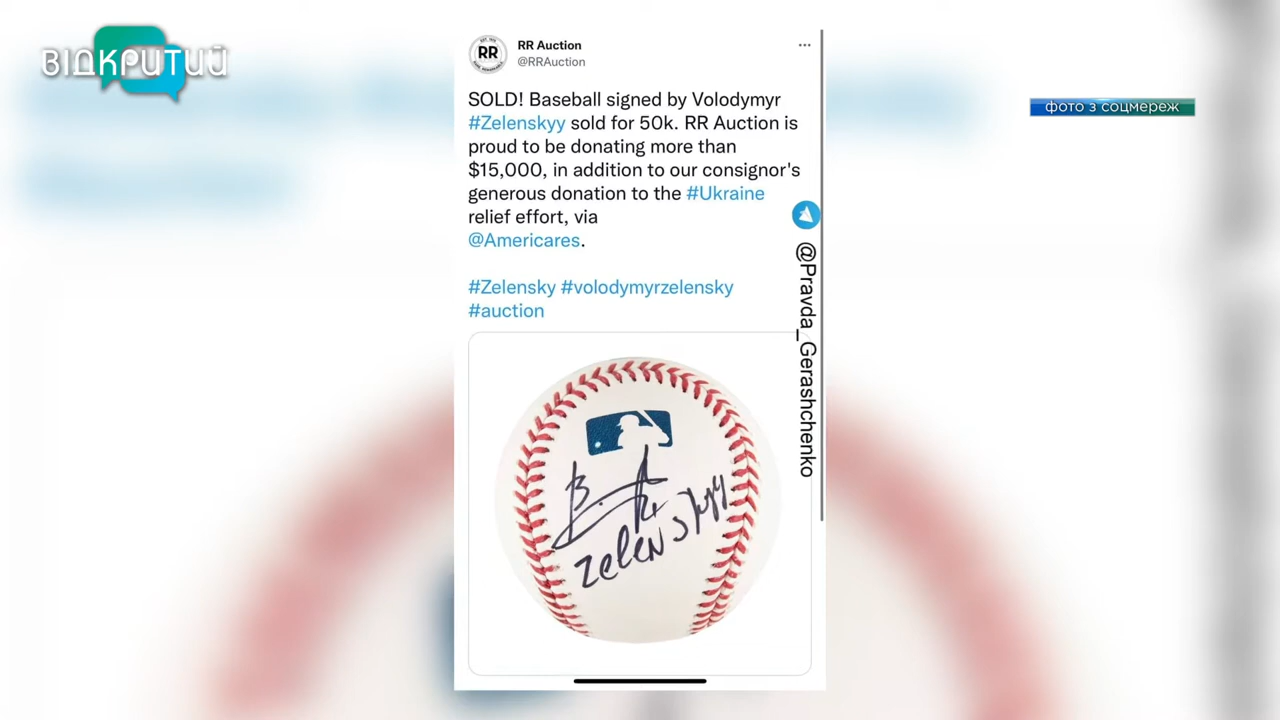 ВІДКРИТИЙ
фото з соцмереж
RR
RR Auction
@RRAuction
SOLD! Baseball signed by Volodymyr
#Zelenskyy sold for 50k. RR Auction is
proud to be donating more than
$15,000, in addition to our consignor's
generous donation to the #Ukraine
relief effort, via
@Americares.
#Zelensky #volodymyrzelensky
#auction
@Pravda_Gerashchenko
Zelenskyy